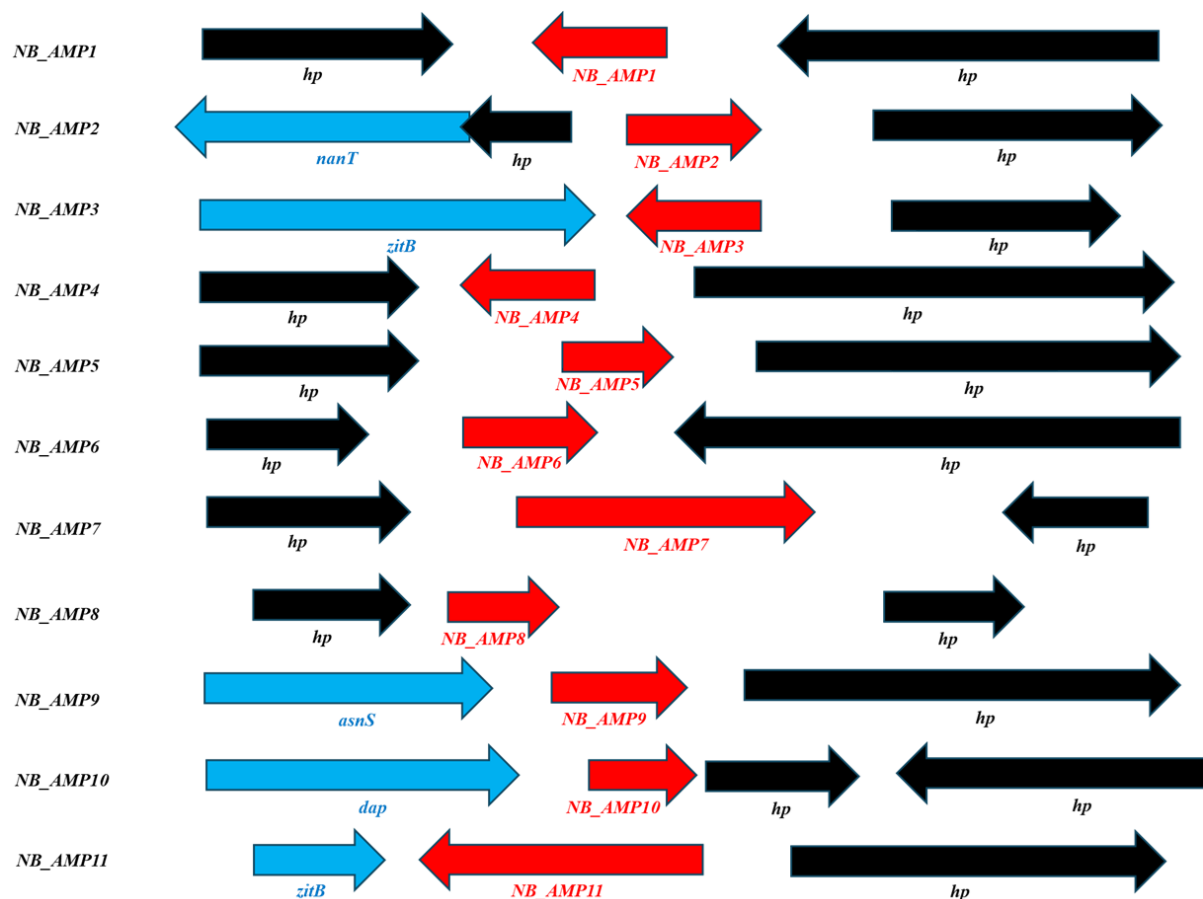 NB_AMP1
hp NB_AMP1 hp
NB_AMP2
nanT hp NB_AMP2 hp
NB_AMP3
zitB NB_AMP3 hp
NB_AMP4
hp NB_AMP4 hp
NB_AMP5
hp NB_AMP5 hp
NB_AMP6
hp NB_AMP6 hp
NB_AMP7
hp NB_AMP7 hp
NB_AMP8
hp NB_AMP8 hp
NB_AMP9
asnS NB_AMP9 hp
NB_AMP10
dap NB_AMP10 hp hp
NB_AMP11
zitB NB_AMP11 hp